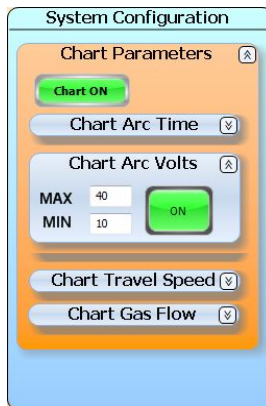 System Configuration
Chart Parameters
Chart ON
Chart Arc Time
Chart Arc Volts
MAX 40
ON
MIN 10
Chart Travel Speed
Chart Gas Flow